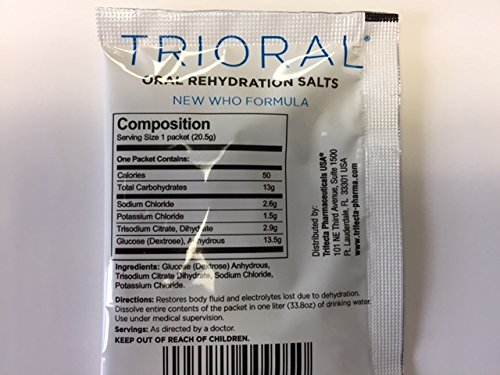 TRIORAL®
ORAL REHYDRATION SALTS
NEW WHO FORMULA
Composition
Serving Size 1 packet (20.5g)
One Packet Contains:
Calories 50
Total Carbohydrates 13g
Sodium Chloride 2.6g
Potassium Chloride 1.5g
Trisodium Citrate, Dihydrate 2.9g
Glucose (Dextrose), Anhydrous 13.5g
Ingredients: Glucose (Dextrose) Anhydrous,
Trisodium Citrate Dihydrate, Sodium Chloride,
Potassium Chloride.
Directions: Restores body fluid and electrolytes lost due to dehydration.
Dissolve entire contents of the packet in one liter (33.8oz) of drinking water.
Use under medical supervision.
Servings: As directed by a doctor.
KEEP OUT OF REACH OF CHILDREN.
Distributed by:
Trifecta Pharmaceuticals USA®
101 NE Third Avenue, Suite 1500
Ft. Lauderdale, FL 33301 USA
www.trifecta-pharma.com